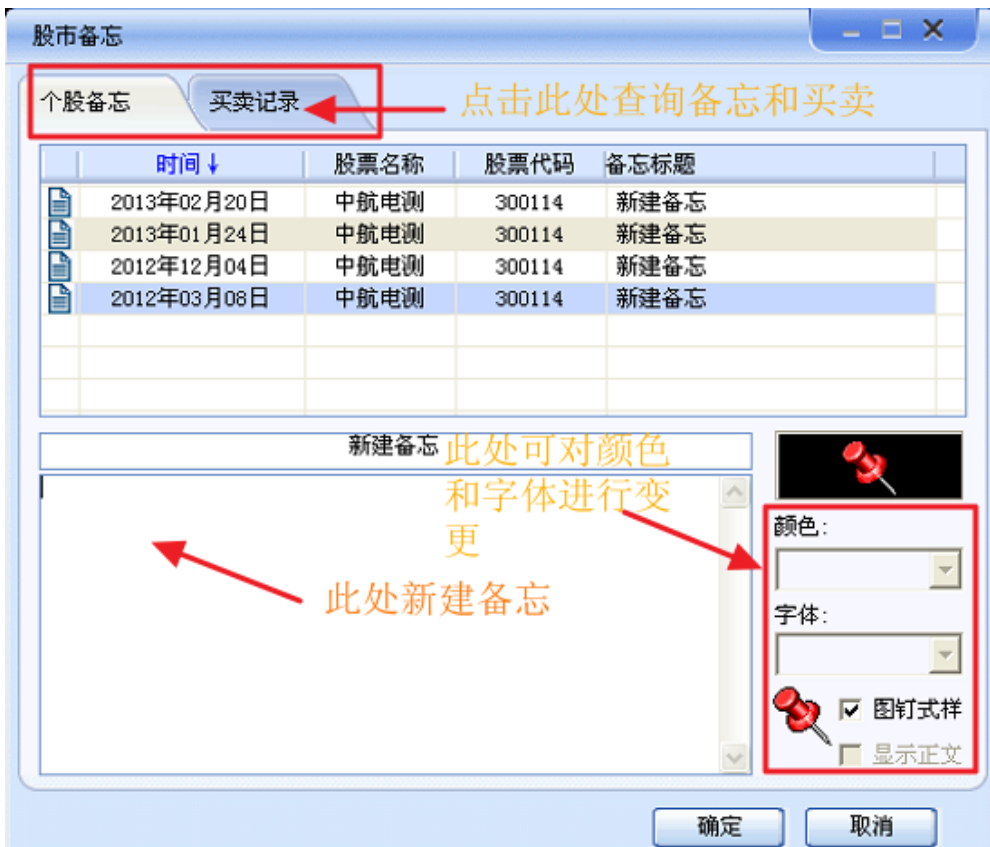 股市备忘
个股备忘 买卖记录 点击此处查询备忘和买卖
时间↓ 股票名称 股票代码 备忘标题
2013年02月20日 中航电测 300114 新建备忘
2013年01月24日 中航电测 300114 新建备忘
2012年12月04日 中航电测 300114 新建备忘
2012年03月08日 中航电测 300114 新建备忘
新建备忘
此处可对颜色
和字体进行变
更
颜色:
此处新建备忘
字体:
图钉式样
显示正文
确定 取消